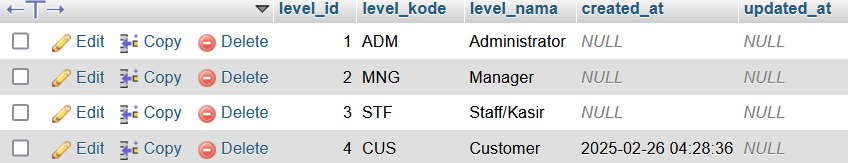 level_id level_kode level_nama created_at updated_at
Edit Copy Delete 1 ADM Administrator NULL NULL
Edit Copy Delete 2 MNG Manager NULL NULL
Edit Copy Delete 3 STF Staff/Kasir NULL NULL
Edit Copy Delete 4 CUS Customer 2025-02-26 04:28:36 NULL